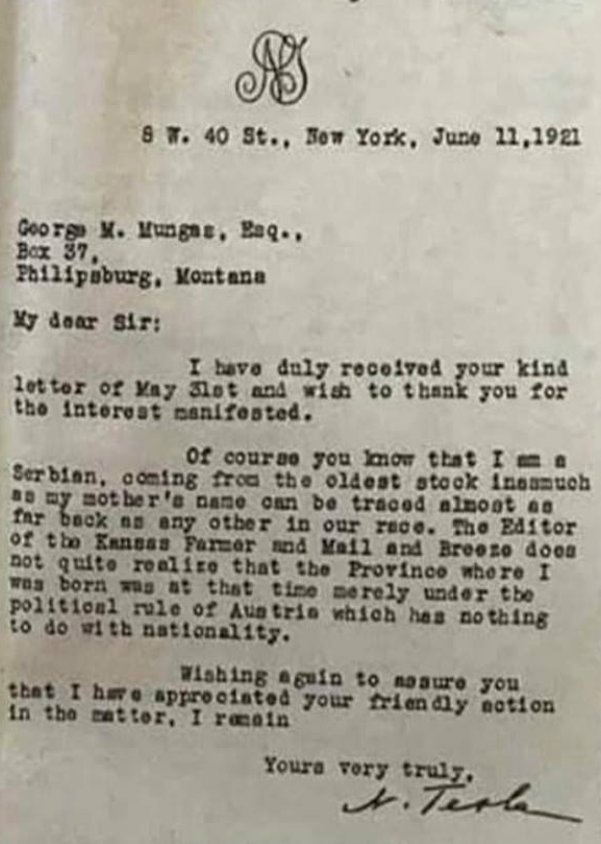 NT
8 W. 40 St., New York, June 11,1921
George M. Mungas, Esq.,
Box 37,
Philipsburg, Montana
My dear Sir:
I have duly received your kind
letter of May 31st and wish to thank you for
the interest manifested.
Of course you know that I am a
Serbian, coming from the oldest stock inasmuch
as my mother's name can be traced almost as
far back as any other in our race. The Editor
of the Kansas Farmer and Mail and Breeze does
not quite realize that the Province where I
was born was at that time merely under the
political rule of Austria which has nothing
to do with nationality.
Wishing again to assure you
that I have appreciated your friendly action
in the matter, I remain
Yours very truly,
N. Tesla